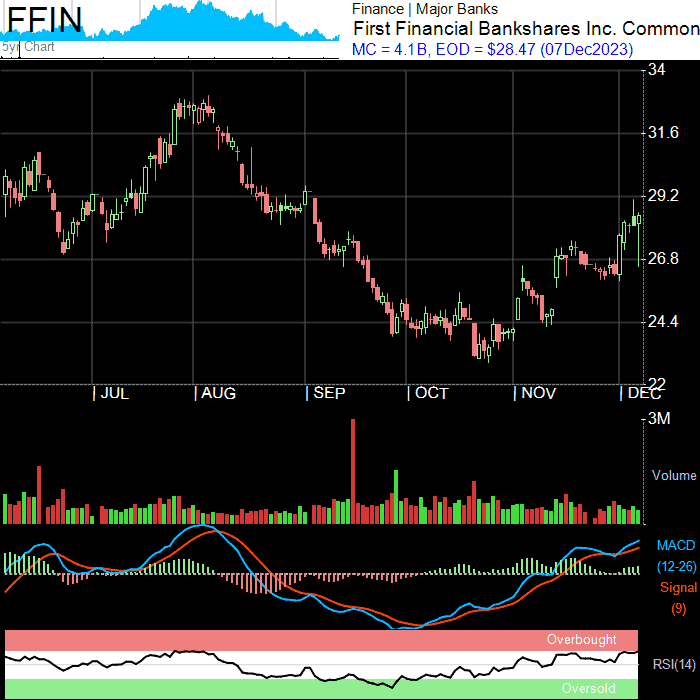 FFIN
5yr Chart
Finance | Major Banks
First Financial Bankshares Inc. Common
MC = 4.1B, EOD = $28.47 (07Dec2023)
34
31.6
29.2
26.8
24.4
22
| JUL | AUG | SEP | OCT | NOV | DEC
3M
Volume
MACD
(12-26)
Signal
(9)
Overbought
RSI(14)
Oversold